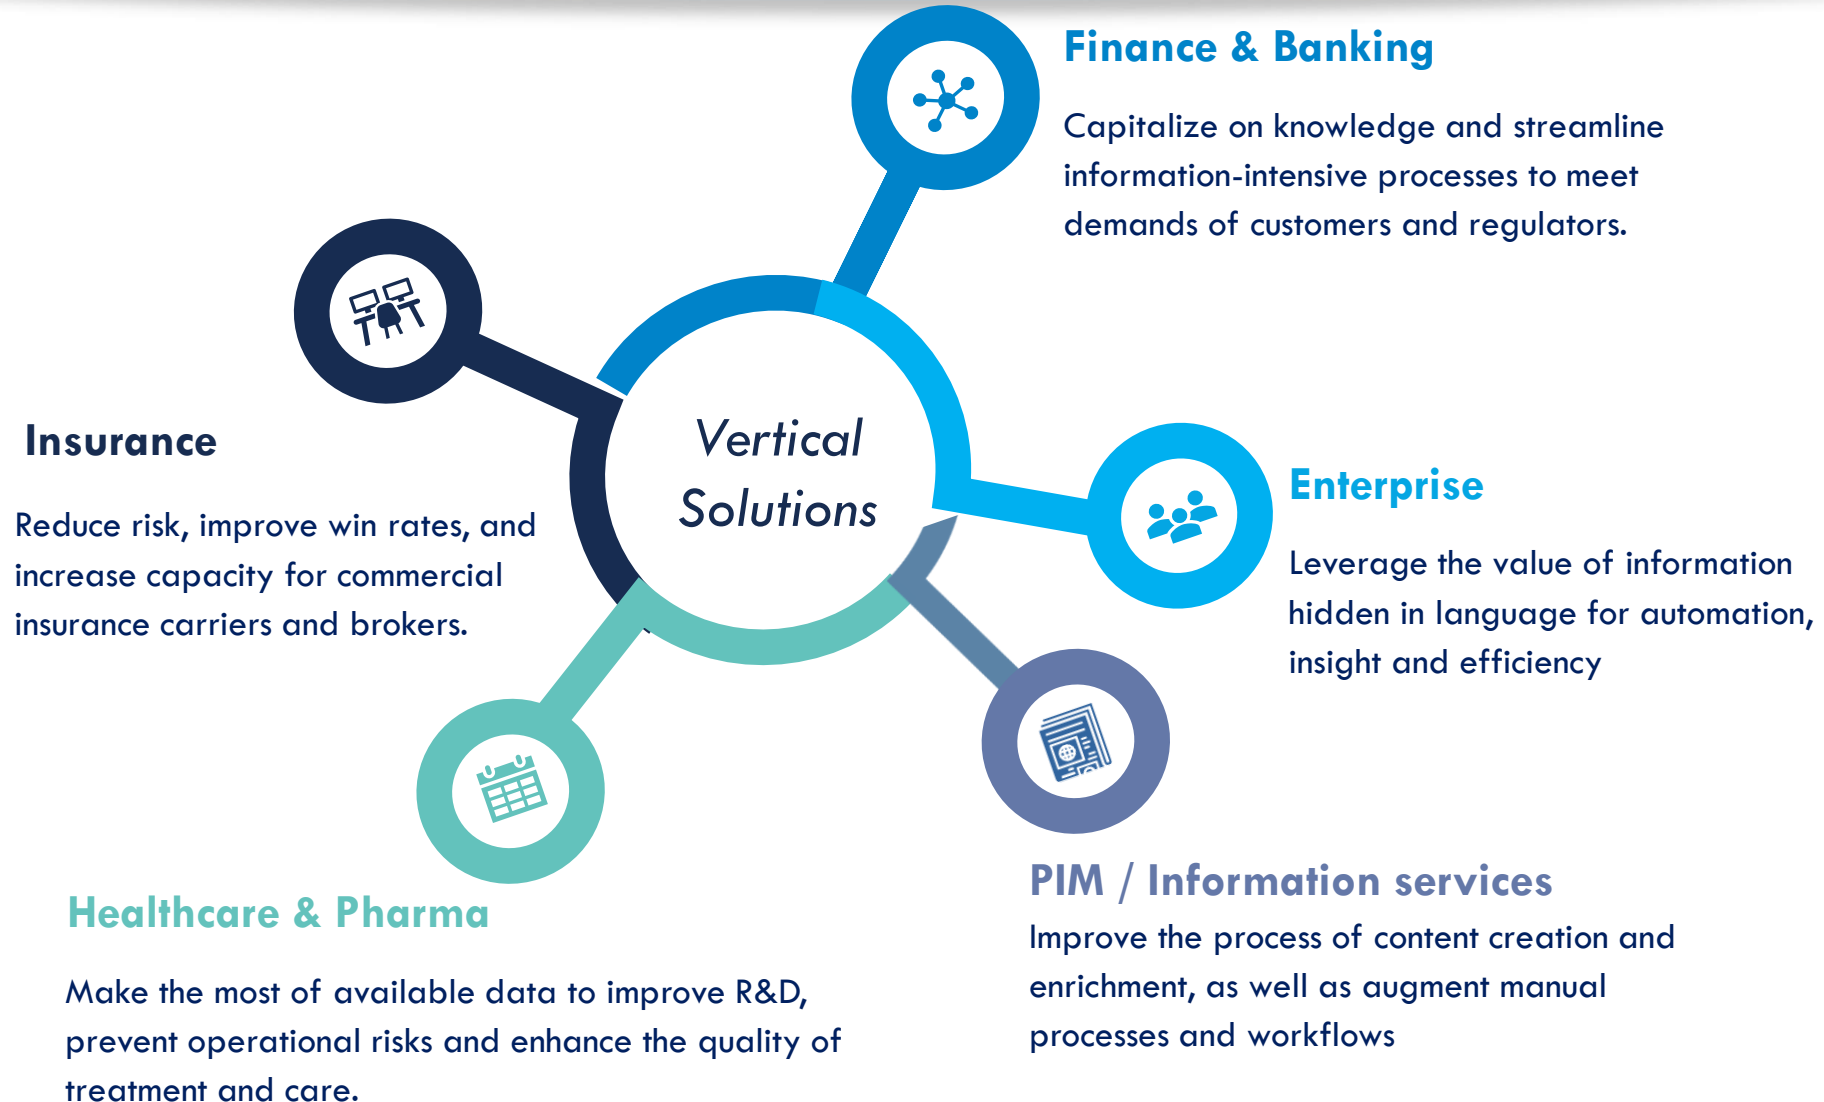 Finance & Banking
Capitalize on knowledge and streamline
information-intensive processes to meet
demands of customers and regulators.
Vertical
Solutions
Insurance
Reduce risk, improve win rates, and
increase capacity for commercial
insurance carriers and brokers.
Enterprise
Leverage the value of information
hidden in language for automation,
insight and efficiency
PIM / Information services
Improve the process of content creation and
enrichment, as well as augment manual
processes and workflows
Healthcare & Pharma
Make the most of available data to improve R&D,
prevent operational risks and enhance the quality of
treatment and care.